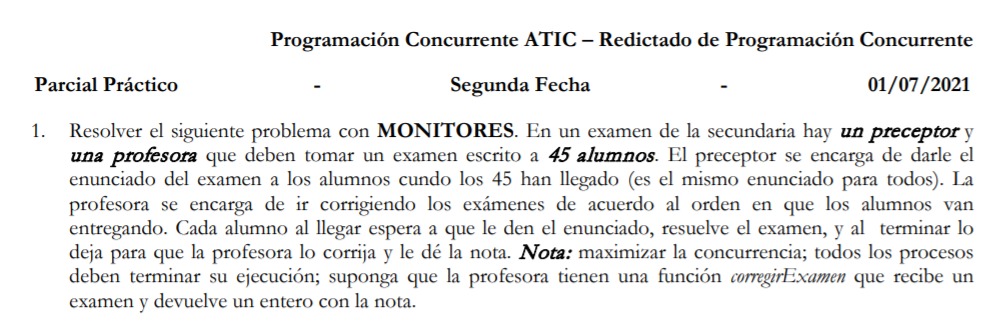 Programación Concurrente ATIC – Redictado de Programación Concurrente
Parcial Práctico - Segunda Fecha - 01/07/2021
1. Resolver el siguiente problema con MONITORES. En un examen de la secundaria hay un preceptor y
una profesora que deben tomar un examen escrito a 45 alumnos. El preceptor se encarga de darle el
enunciado del examen a los alumnos cundo los 45 han llegado (es el mismo enunciado para todos). La
profesora se encarga de ir corrigiendo los exámenes de acuerdo al orden en que los alumnos van
entregando. Cada alumno al llegar espera a que le den el enunciado, resuelve el examen, y al terminar lo
deja para que la profesora lo corrija y le dé la nota. Nota: maximizar la concurrencia; todos los procesos
deben terminar su ejecución; suponga que la profesora tienen una función corregirExamen que recibe un
examen y devuelve un entero con la nota.